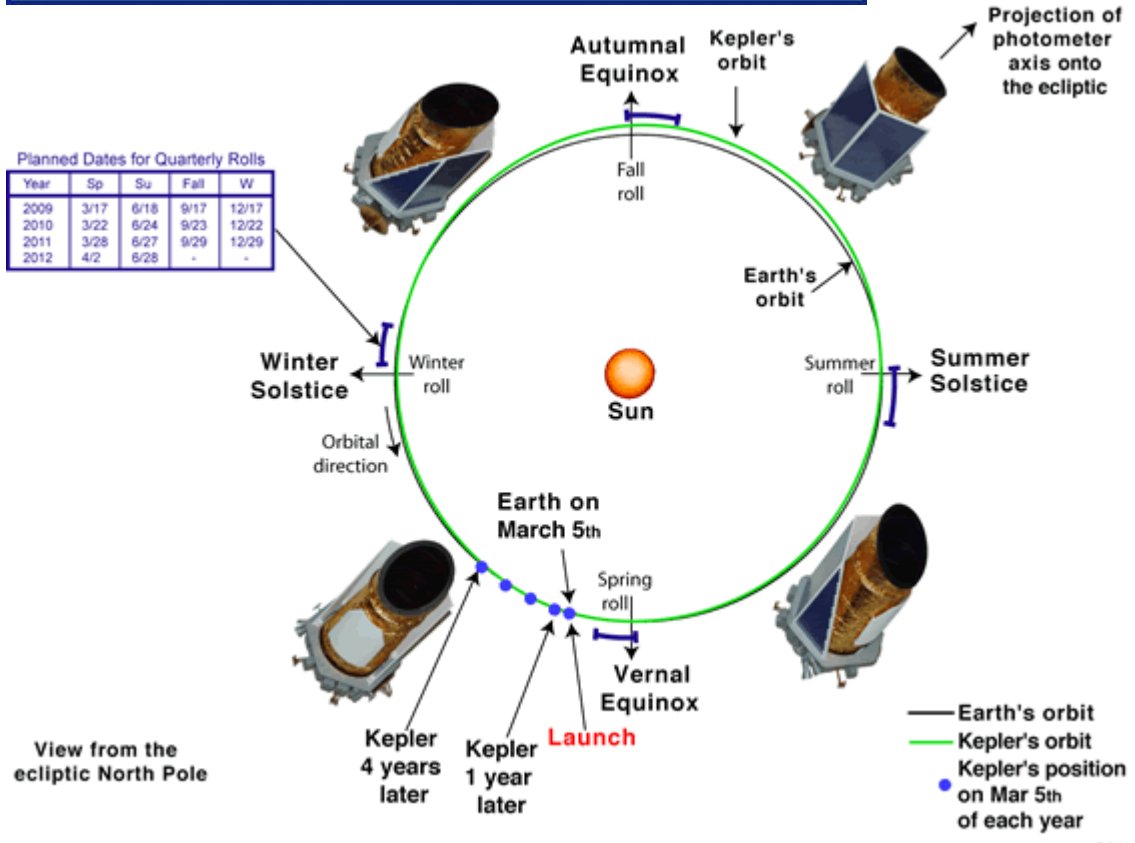 Projection of
photometer
axis onto
the ecliptic
Autumnal
Equinox
Kepler's
orbit
Planned Dates for Quarterly Rolls
Year Sp Su Fall W
2009 3/17 6/18 9/17 12/17
2010 3/22 6/24 9/23 12/22
2011 3/28 6/27 9/29 12/29
2012 4/2 6/28 - -
Fall
roll
Earth's
orbit
Winter
Solstice
Winter
roll
Sun
Summer
roll
Summer
Solstice
Orbital
direction
Earth on
March 5th
Spring
roll
Vernal
Equinox
Launch
Kepler
4 years
later
Kepler
1 year
later
View from the
ecliptic North Pole
Earth's orbit
Kepler's orbit
Kepler's position
on Mar 5th
of each year